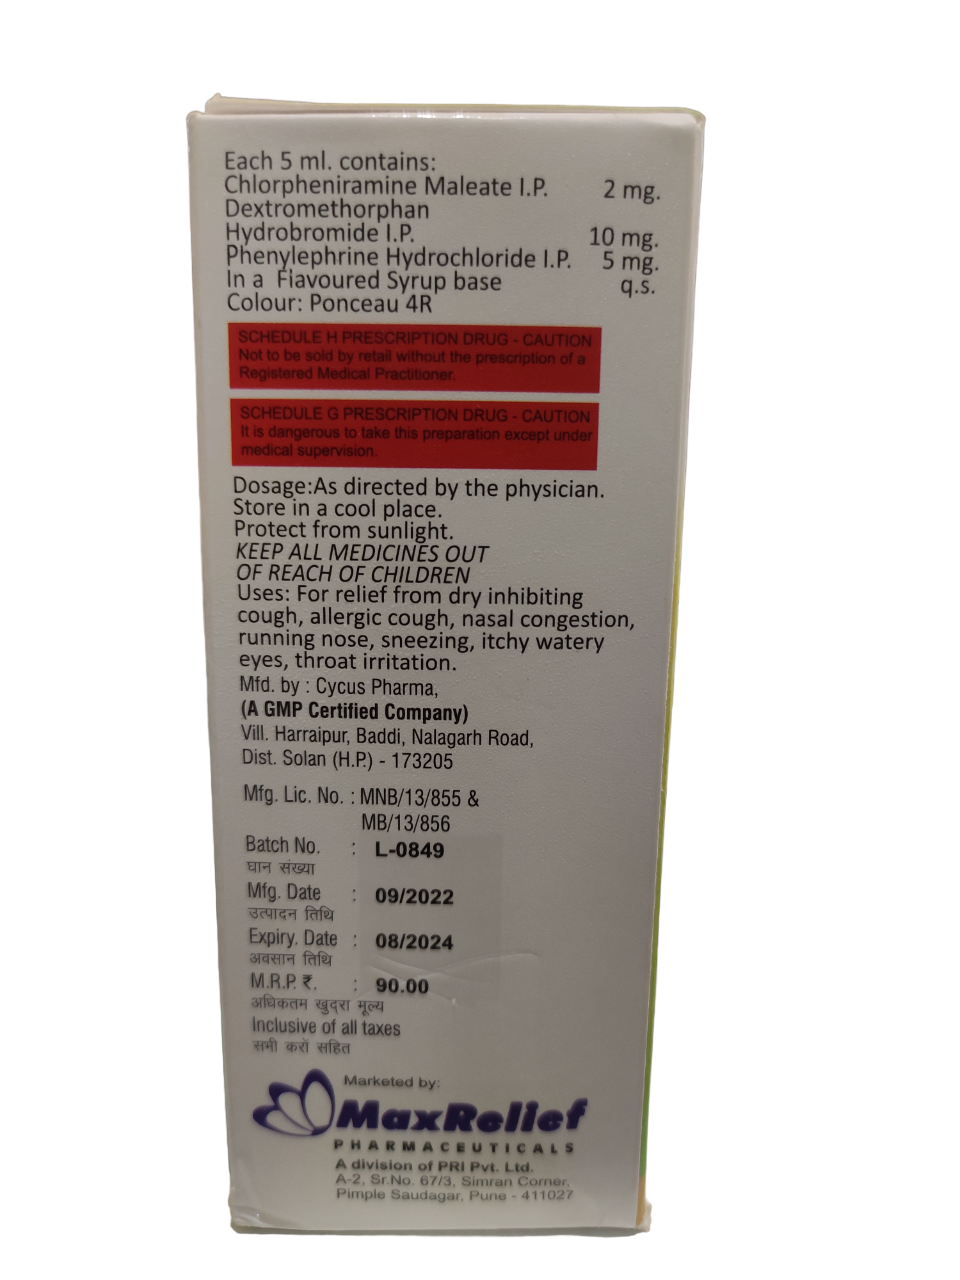 Each 5 ml. contains:
Chlorpheniramine Maleate I.P. 2 mg.
Dextromethorphan
Hydrobromide I.P. 10 mg.
Phenylephrine Hydrochloride I.P. 5 mg.
In a Flavoured Syrup base q.s.
Colour: Ponceau 4R
SCHEDULE H PRESCRIPTION DRUG - CAUTION
Not to be sold by retail without the prescription of a
Registered Medical Practitioner.
SCHEDULE G PRESCRIPTION DRUG - CAUTION
It is dangerous to take this preparation except under
medical supervision.
Dosage:As directed by the physician.
Store in a cool place.
Protect from sunlight.
KEEP ALL MEDICINES OUT
OF REACH OF CHILDREN
Uses: For relief from dry inhibiting
cough, allergic cough, nasal congestion,
running nose, sneezing, itchy watery
eyes, throat irritation.
Mfd. by : Cycus Pharma,
(A GMP Certified Company)
Vill. Harraipur, Baddi, Nalagarh Road,
Dist. Solan (H.P.) - 173205
Mfg. Lic. No. : MNB/13/855 &
MB/13/856
Batch No. : L-0849
घान संख्या
Mfg. Date : 09/2022
उत्पादन तिथि
Expiry. Date : 08/2024
अवसान तिथि
M.R.P. ₹. : 90.00
अधिकतम खुदरा मूल्य
Inclusive of all taxes
सभी करों सहित
Marketed by:
MaxRelief
PHARMACEUTICALS
A division of PRI Pvt. Ltd.
A-2, Sr.No. 67/3, Simran Corner,
Pimple Saudagar, Pune - 411027